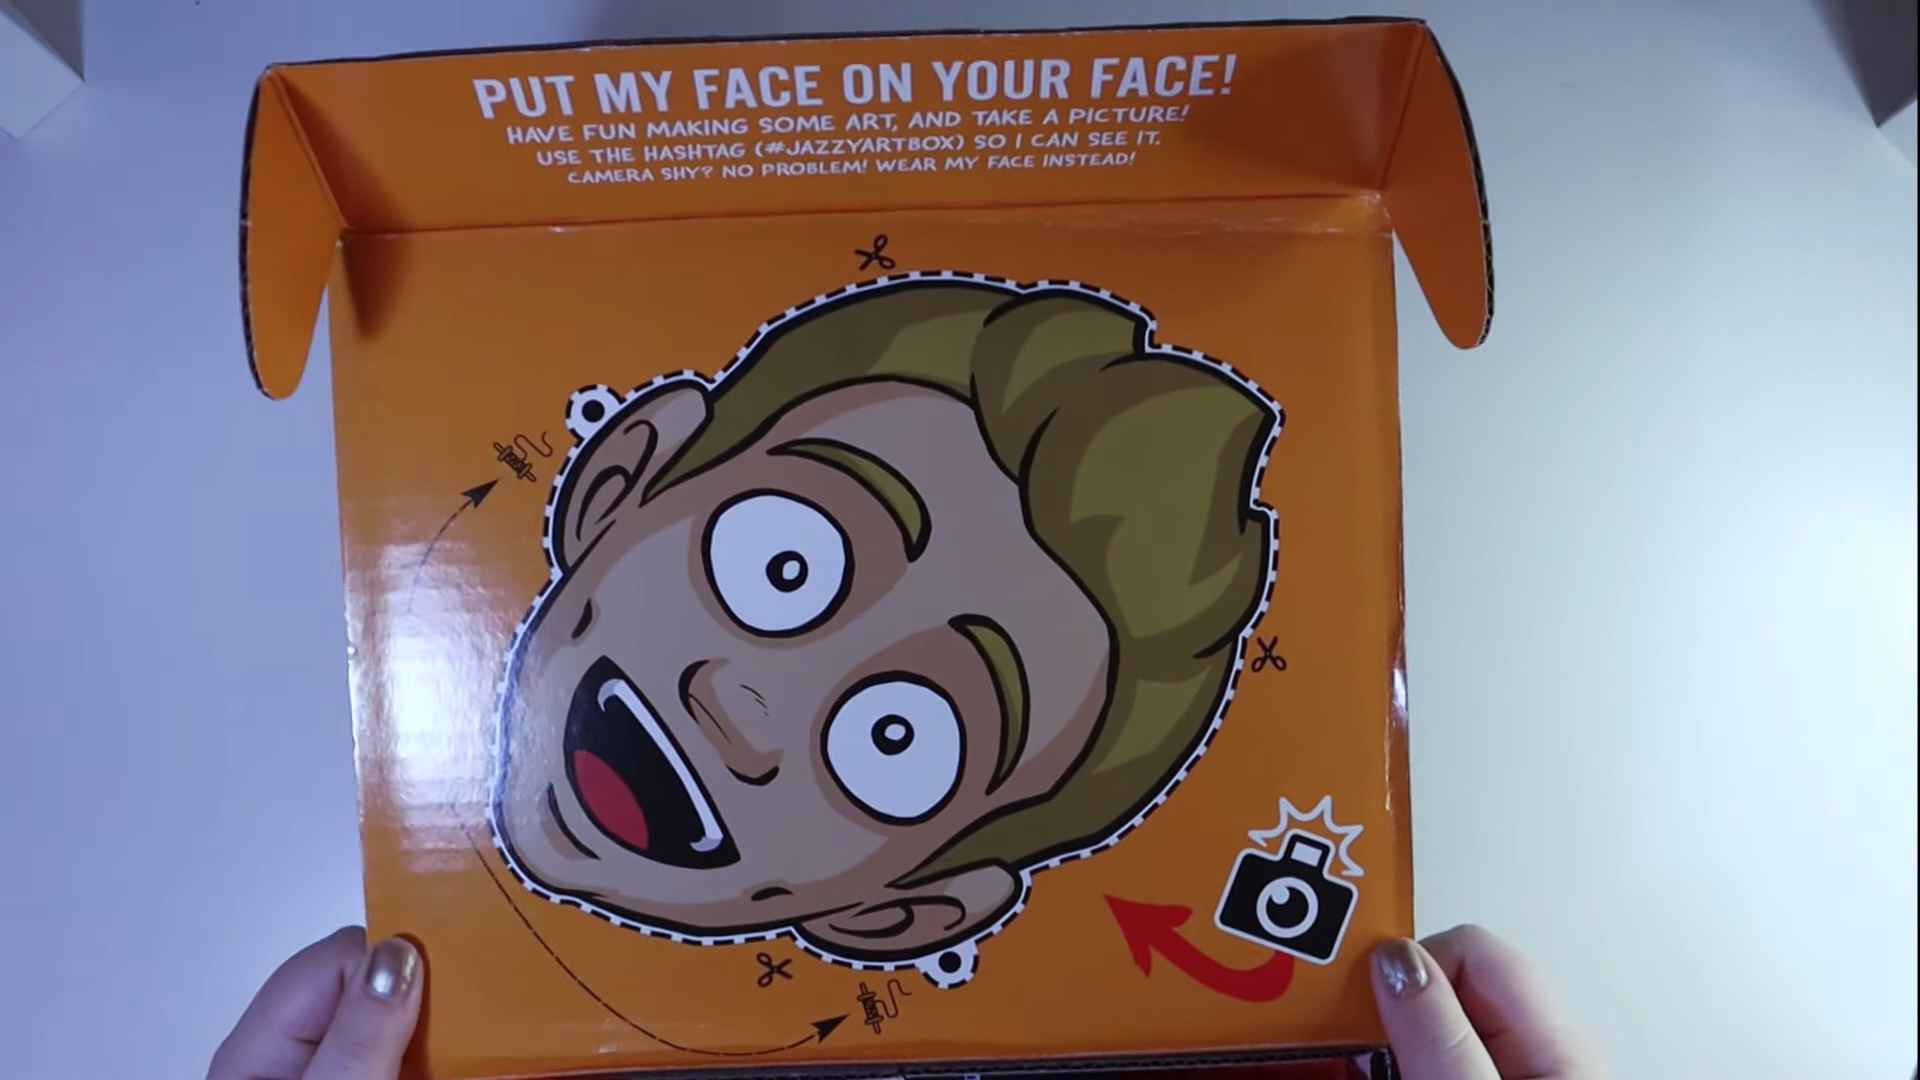 PUT MY FACE ON YOUR FACE!
HAVE FUN MAKING SOME ART, AND TAKE A PICTURE!
USE THE HASHTAG (#JAZZYARTBOX) SO I CAN SEE IT.
CAMERA SHY? NO PROBLEM! WEAR MY FACE INSTEAD!